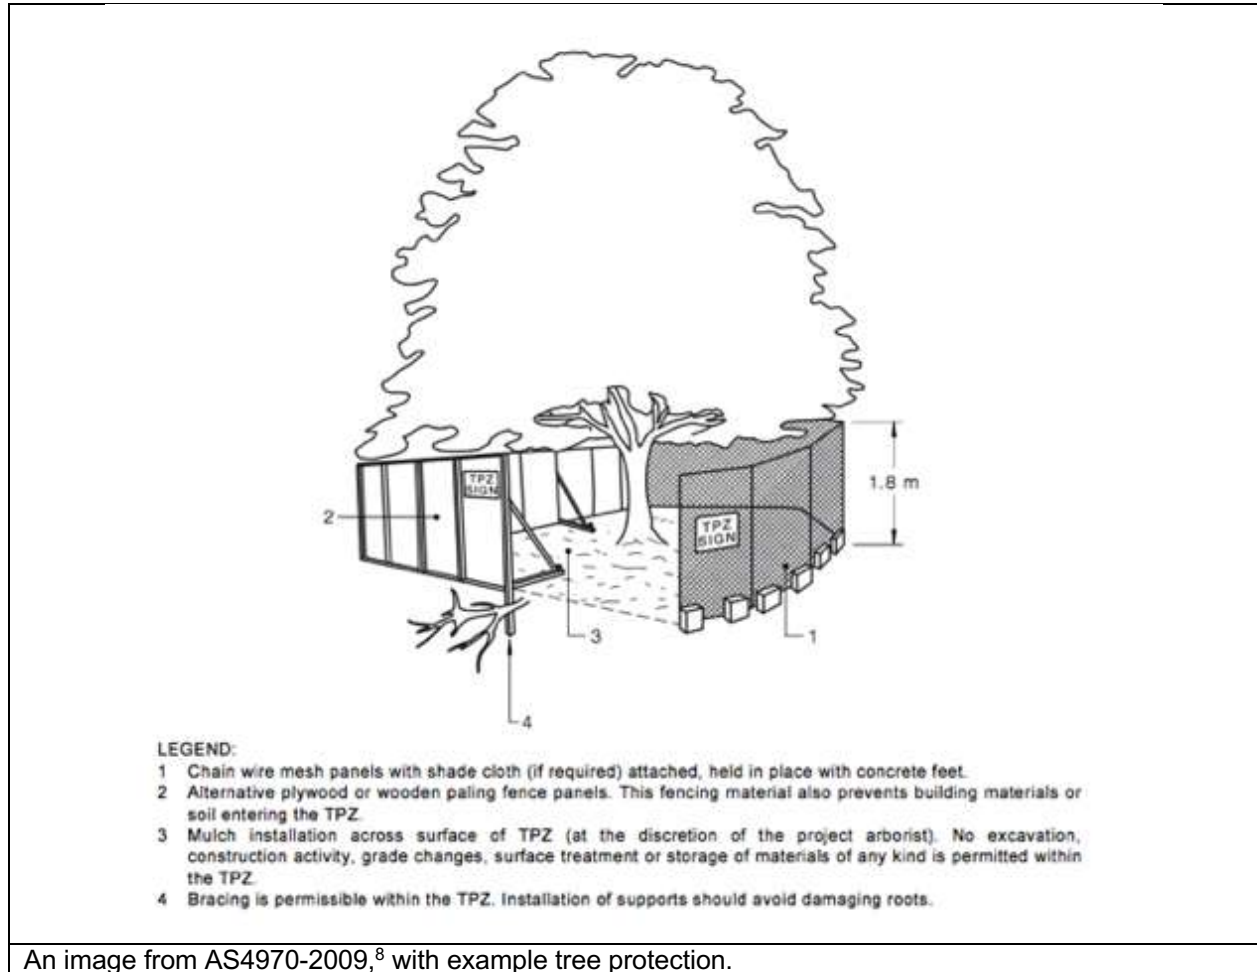 TPZ
SIGN
1.8 m
2
TPZ
SIGN
3
1
4
LEGEND:
1 Chain wire mesh panels with shade cloth (if required) attached, held in place with concrete feet.
2 Alternative plywood or wooden paling fence panels. This fencing material also prevents building materials or
soil entering the TPZ.
3 Mulch installation across surface of TPZ (at the discretion of the project arborist). No excavation,
construction activity, grade changes, surface treatment or storage of materials of any kind is permitted within
the TPZ.
4 Bracing is permissible within the TPZ. Installation of supports should avoid damaging roots.
An image from AS4970-2009,⁸ with example tree protection.